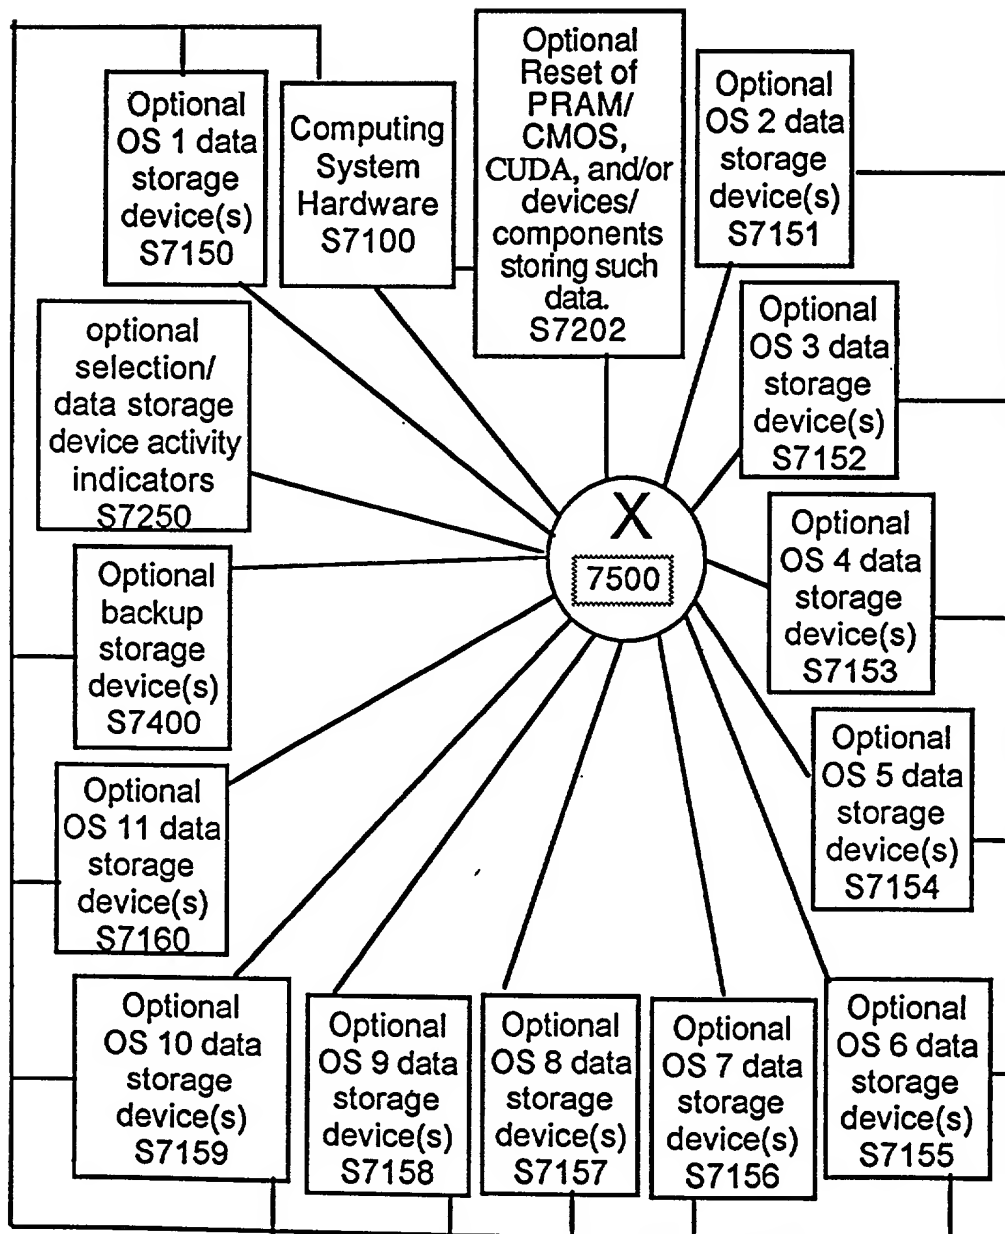 Optional
OS 1 data
storage
device(s)
S7150
Computing
System
Hardware
S7100
Optional
Reset of
PRAM/
CMOS,
CUDA, and/or
devices/
components
storing such
data.
S7202
Optional
OS 2 data
storage
device(s)
S7151
optional
selection/
data storage
device activity
indicators
S7250
Optional
OS 3 data
storage
device(s)
S7152
X
7500
Optional
OS 4 data
storage
device(s)
S7153
Optional
backup
storage
device(s)
S7400
Optional
OS 5 data
storage
device(s)
S7154
Optional
OS 11 data
storage
device(s)
S7160
Optional
OS 10 data
storage
device(s)
S7159
Optional
OS 9 data
storage
device(s)
S7158
Optional
OS 8 data
storage
device(s)
S7157
Optional
OS 7 data
storage
device(s)
S7156
Optional
OS 6 data
storage
device(s)
S7155